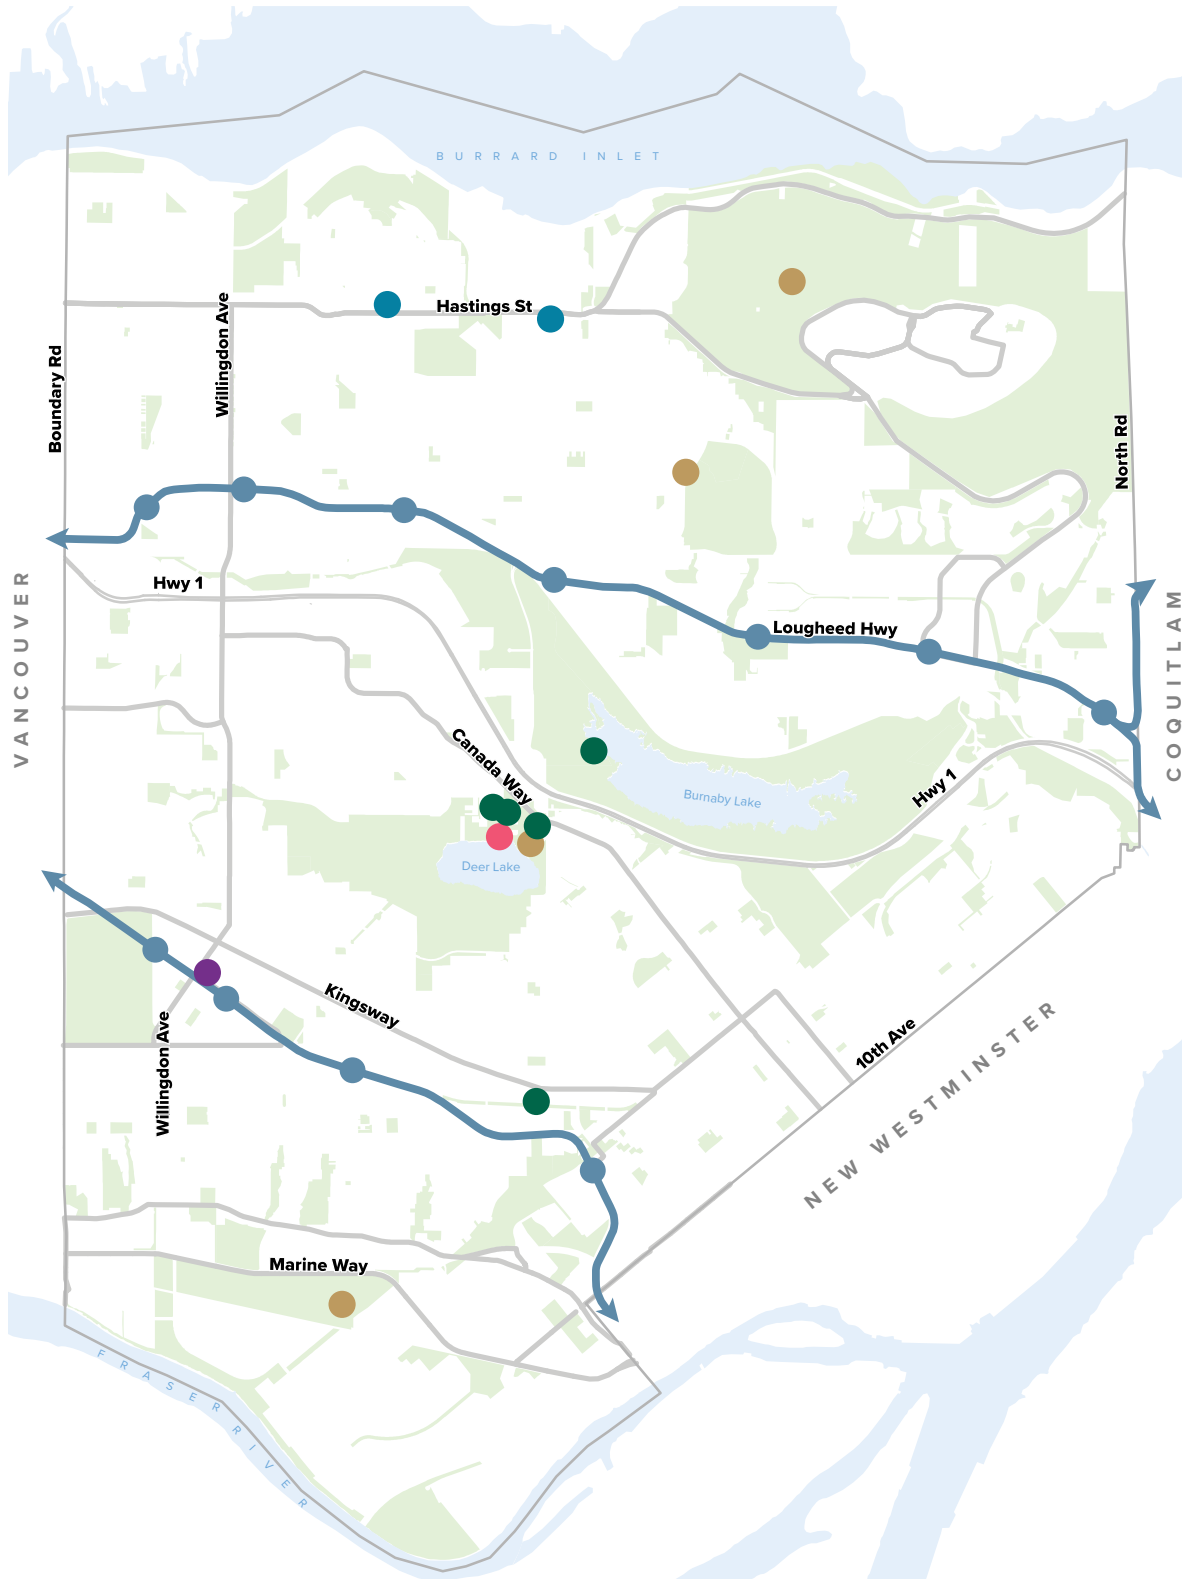 BURRARD INLET
Hastings St
Willingdon Ave
Boundary Rd
North Rd
VANCOUVER
Hwy 1
Lougheed Hwy
COQUITLAM
Canada Way
Hwy 1
Burnaby Lake
Deer Lake
Kingsway
Willingdon Ave
10th Ave
NEW WESTMINSTER
Marine Way
FRASER RIVER